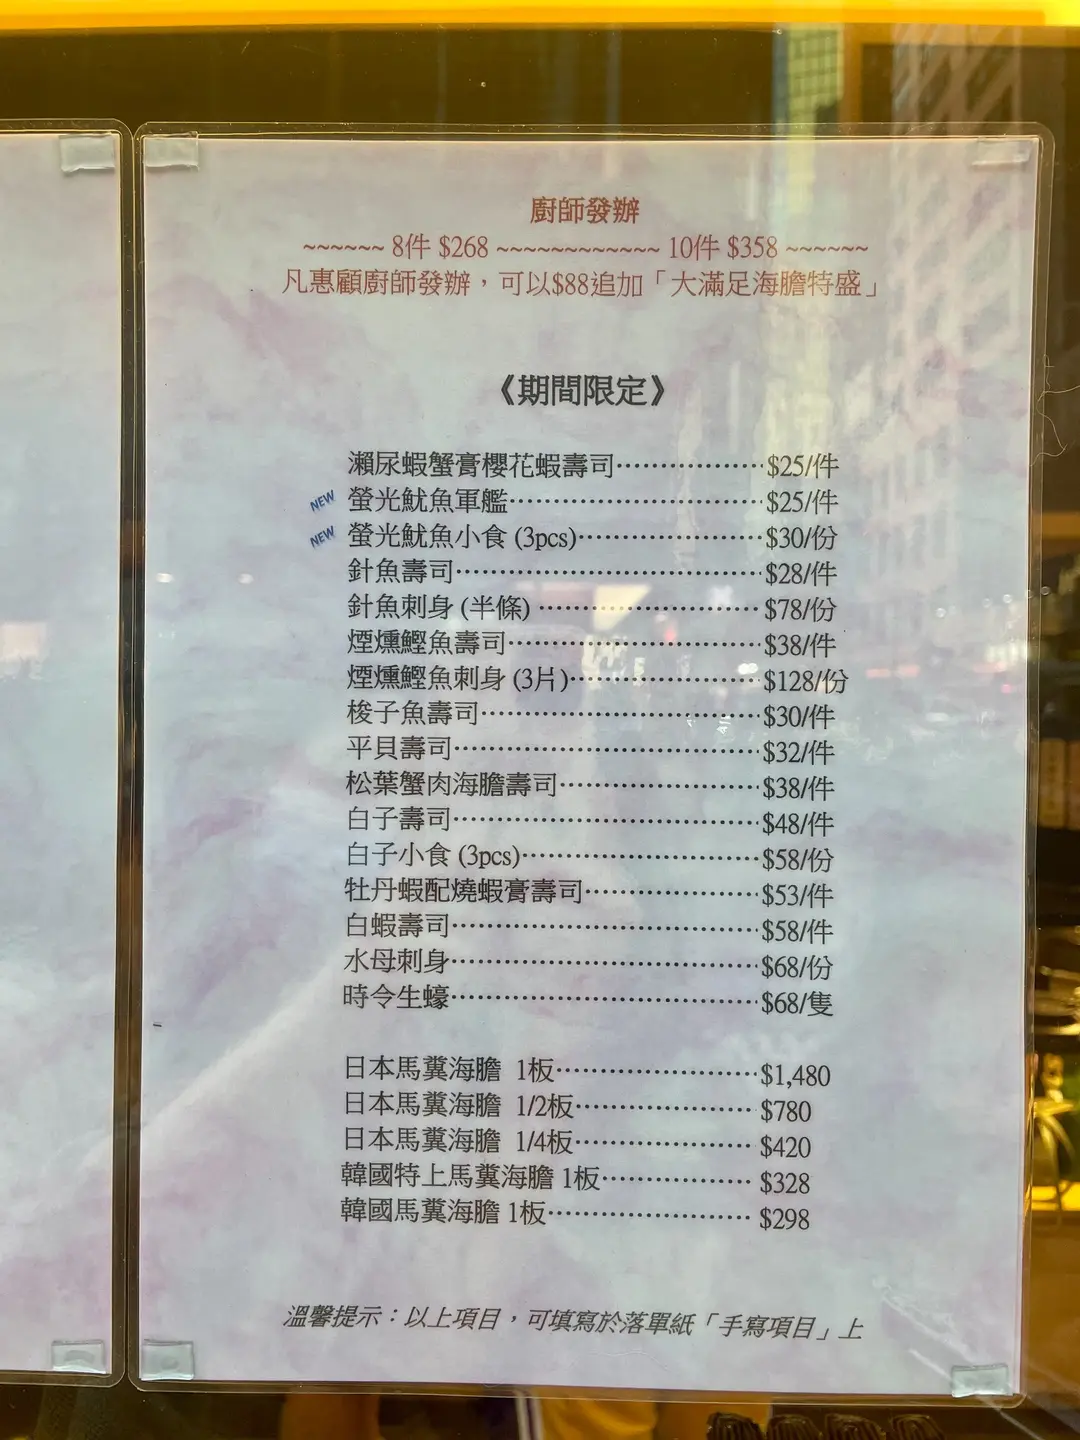 廚師發辦
~~~~~~ 8件 $268 ~~~~~~~~~~~~ 10件 $358 ~~~~~~
凡惠顧廚師發辦，可以$88追加「大滿足海膽特盛」
《期間限定》
瀨尿蝦蟹膏櫻花蝦壽司………………$25/件
NEW 螢光魷魚軍艦………………$25/件
NEW 螢光魷魚小食 (3pcs)………………$30/份
針魚壽司………………$28/件
針魚刺身 (半條) ………………$78/份
煙燻鰹魚壽司………………$38/件
煙燻鰹魚刺身 (3片)………………$128/份
梭子魚壽司………………$30/件
平貝壽司………………$32/件
松葉蟹肉海膽壽司………………$38/件
白子壽司………………$48/件
白子小食 (3pcs)………………$58/份
牡丹蝦配燒蝦膏壽司………………$53/件
白蝦壽司………………$58/件
水母刺身………………$68/份
時令生蠔………………$68/隻
日本馬糞海膽 1板………………$1,480
日本馬糞海膽 1/2板………………$780
日本馬糞海膽 1/4板………………$420
韓國特上馬糞海膽 1板………………$328
韓國馬糞海膽 1板………………$298
溫馨提示：以上項目，可填寫於落單紙「手寫項目」上